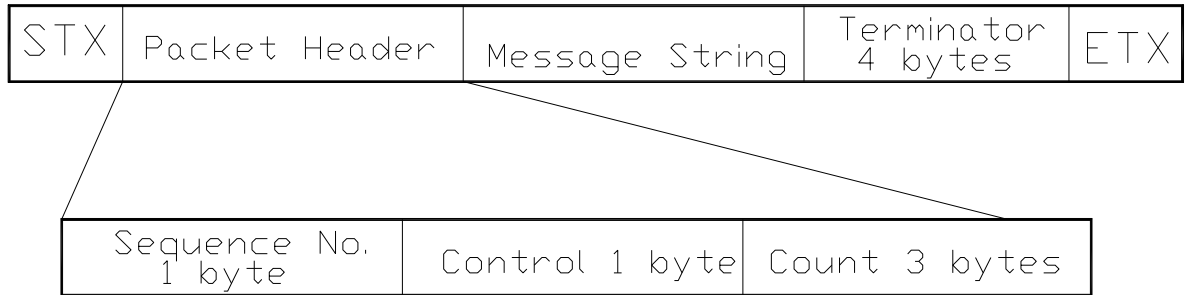 STX
Packet Header
Message String
Terminator
4 bytes
ETX
Sequence No.
1 byte
Control 1 byte
Count 3 bytes